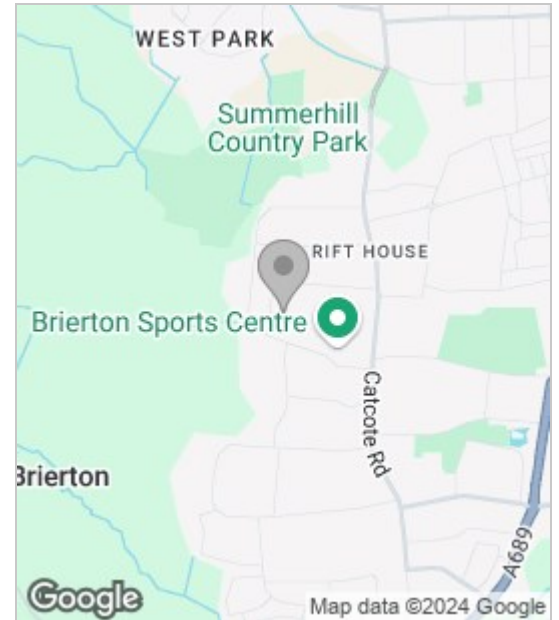 WEST PARK
Summerhill
Country Park
RIFT HOUSE
Brierton Sports Centre
Catcote Rd
Brierton
A689
Google
Map data ©2024 Google